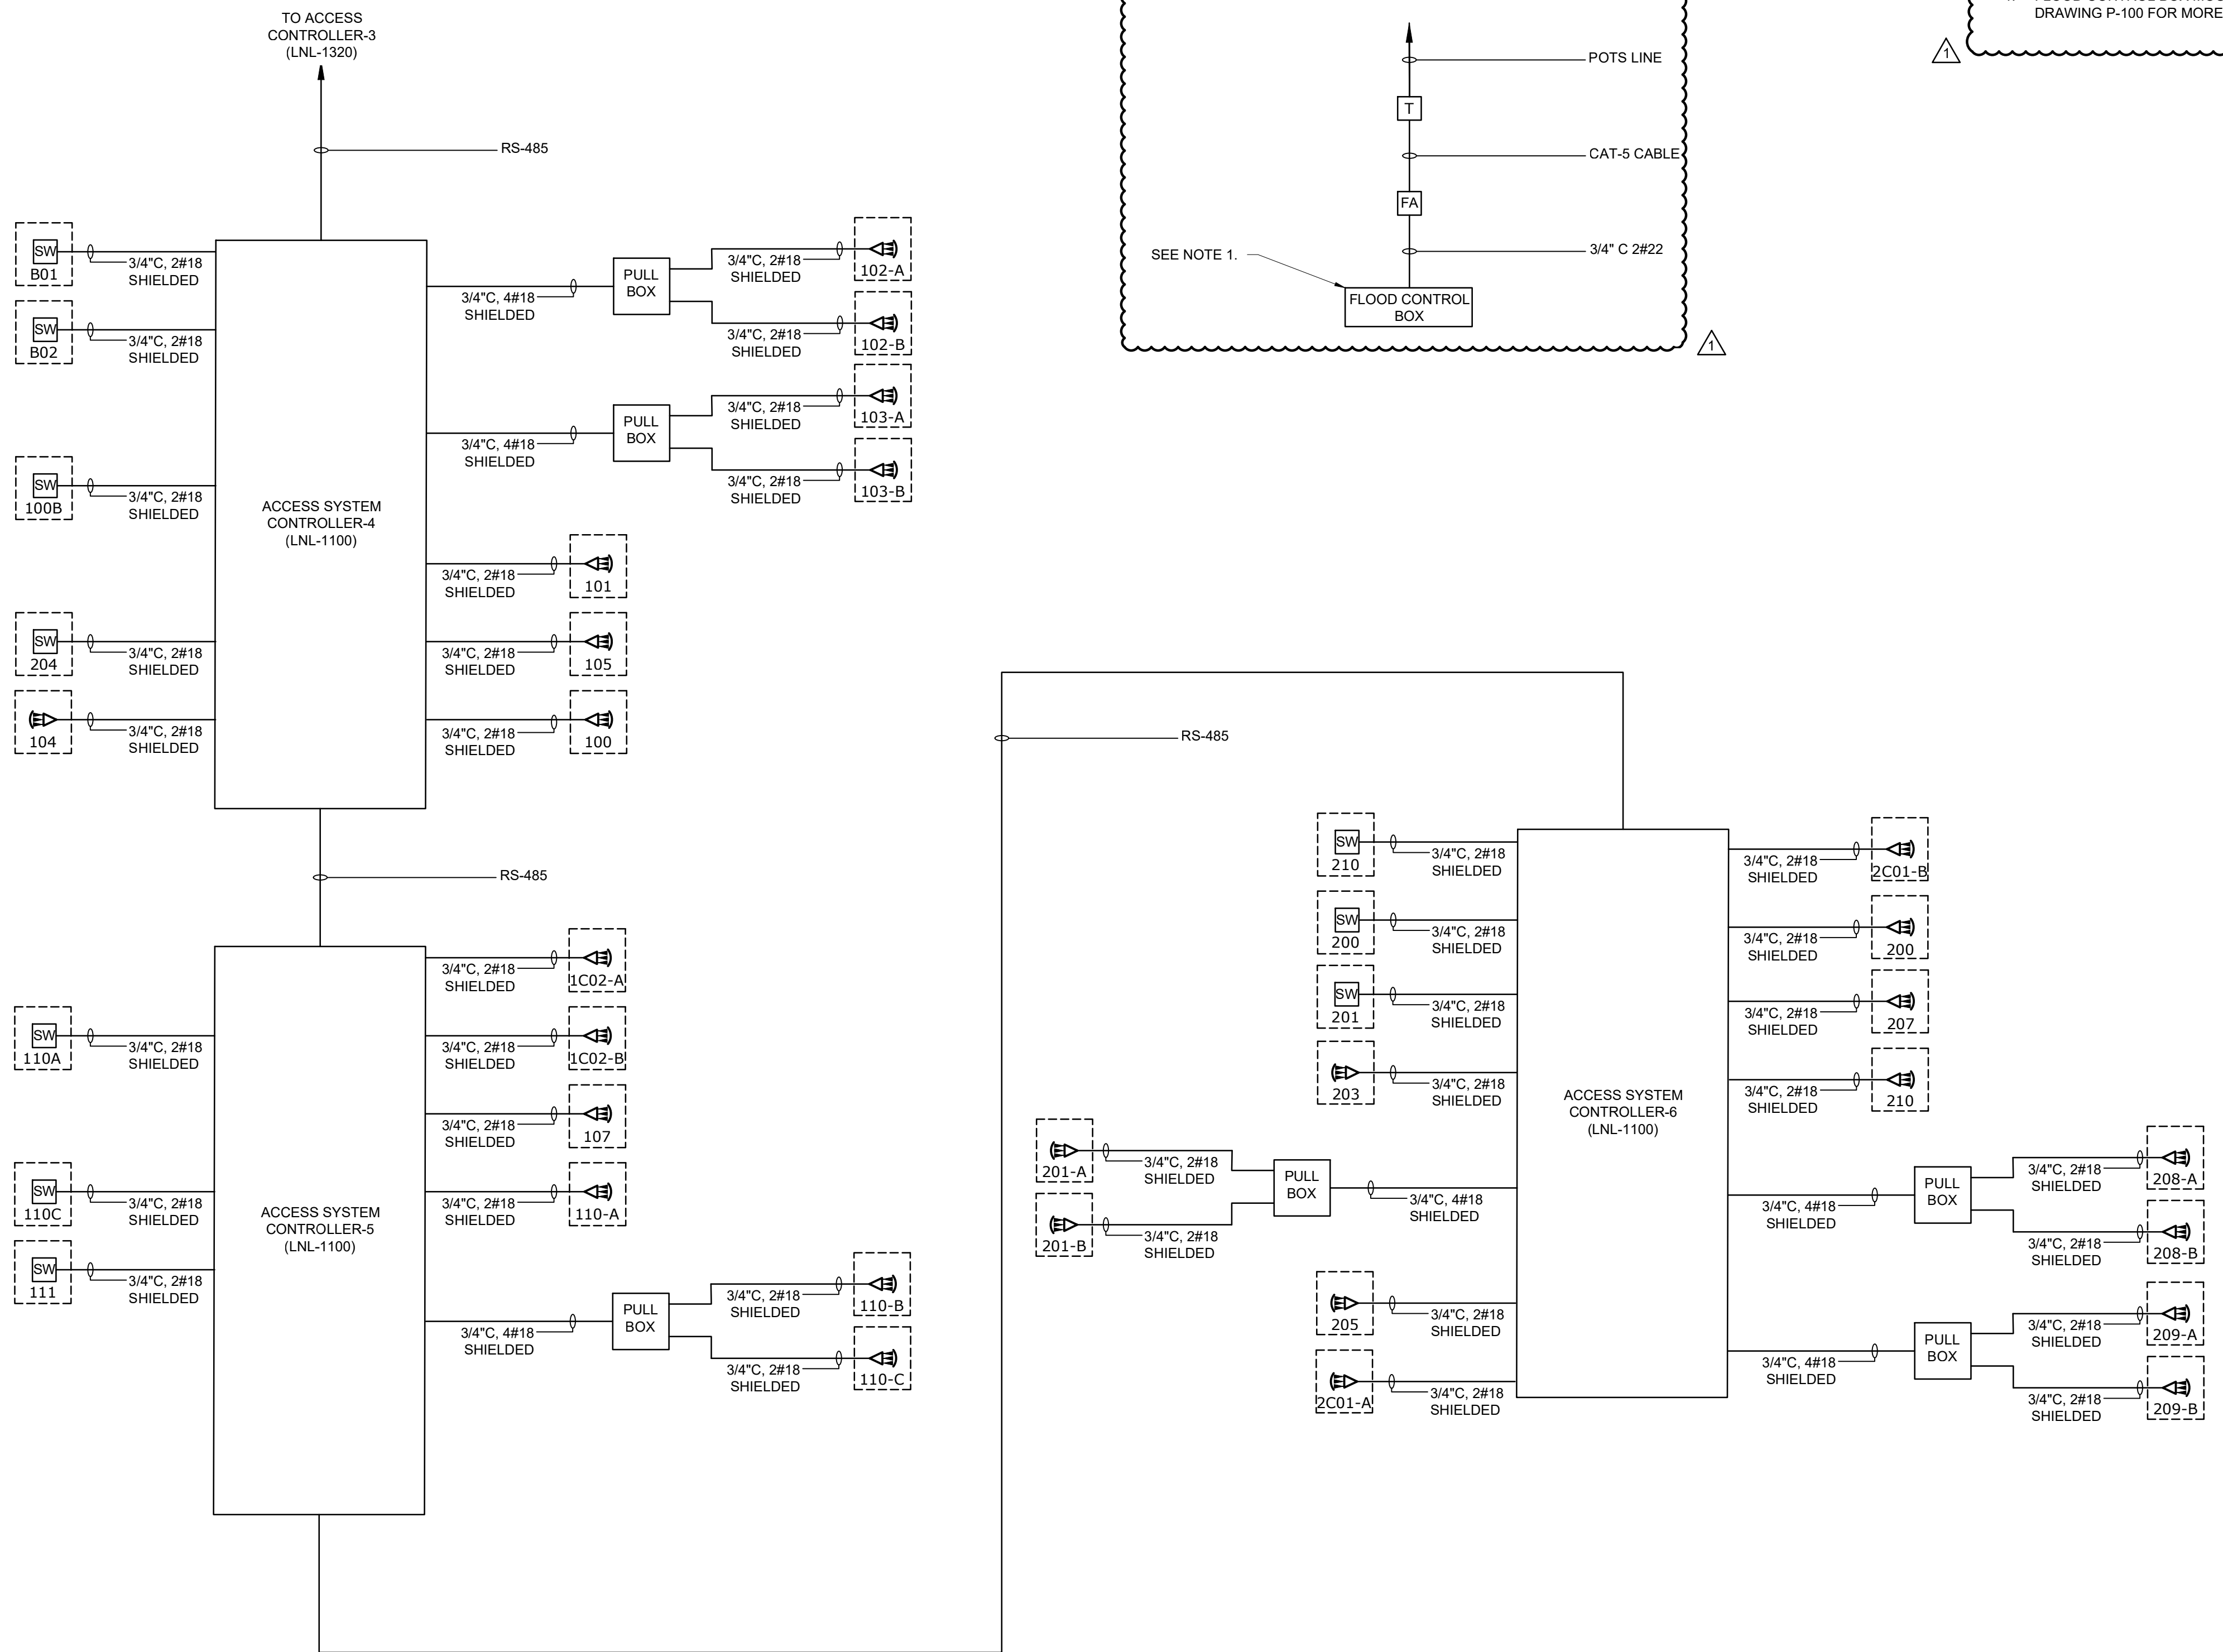 TO ACCESS
CONTROLLER-3
(LNL-1320)
RS-485
SW
B01
3/4"C, 2#18
SHIELDED
SW
B02
3/4"C, 2#18
SHIELDED
SW
100B
3/4"C, 2#18
SHIELDED
SW
204
3/4"C, 2#18
SHIELDED
104
3/4"C, 2#18
SHIELDED
ACCESS SYSTEM
CONTROLLER-4
(LNL-1100)
3/4"C, 4#18
SHIELDED
PULL
BOX
3/4"C, 2#18
SHIELDED
102-A
3/4"C, 2#18
SHIELDED
102-B
3/4"C, 4#18
SHIELDED
PULL
BOX
3/4"C, 2#18
SHIELDED
103-A
3/4"C, 2#18
SHIELDED
103-B
3/4"C, 2#18
SHIELDED
101
3/4"C, 2#18
SHIELDED
105
3/4"C, 2#18
SHIELDED
100
RS-485
SW
110A
3/4"C, 2#18
SHIELDED
SW
110C
3/4"C, 2#18
SHIELDED
SW
111
3/4"C, 2#18
SHIELDED
ACCESS SYSTEM
CONTROLLER-5
(LNL-1100)
3/4"C, 2#18
SHIELDED
1C02-A
3/4"C, 2#18
SHIELDED
1C02-B
3/4"C, 2#18
SHIELDED
107
3/4"C, 2#18
SHIELDED
110-A
3/4"C, 4#18
SHIELDED
PULL
BOX
3/4"C, 2#18
SHIELDED
110-B
3/4"C, 2#18
SHIELDED
110-C
POTS LINE
T
CAT-5 CABLE
FA
3/4" C 2#22
SEE NOTE 1.
FLOOD CONTROL
BOX
1
DRAWING P-100 FOR MORE
1
RS-485
SW
210
3/4"C, 2#18
SHIELDED
SW
200
3/4"C, 2#18
SHIELDED
SW
201
3/4"C, 2#18
SHIELDED
203
3/4"C, 2#18
SHIELDED
201-A
3/4"C, 2#18
SHIELDED
201-B
3/4"C, 2#18
SHIELDED
PULL
BOX
3/4"C, 4#18
SHIELDED
205
3/4"C, 2#18
SHIELDED
2C01-A
3/4"C, 2#18
SHIELDED
ACCESS SYSTEM
CONTROLLER-6
(LNL-1100)
3/4"C, 2#18
SHIELDED
2C01-B
3/4"C, 2#18
SHIELDED
200
3/4"C, 2#18
SHIELDED
207
3/4"C, 2#18
SHIELDED
210
3/4"C, 4#18
SHIELDED
PULL
BOX
3/4"C, 2#18
SHIELDED
208-A
3/4"C, 2#18
SHIELDED
208-B
3/4"C, 4#18
SHIELDED
PULL
BOX
3/4"C, 2#18
SHIELDED
209-A
3/4"C, 2#18
SHIELDED
209-B